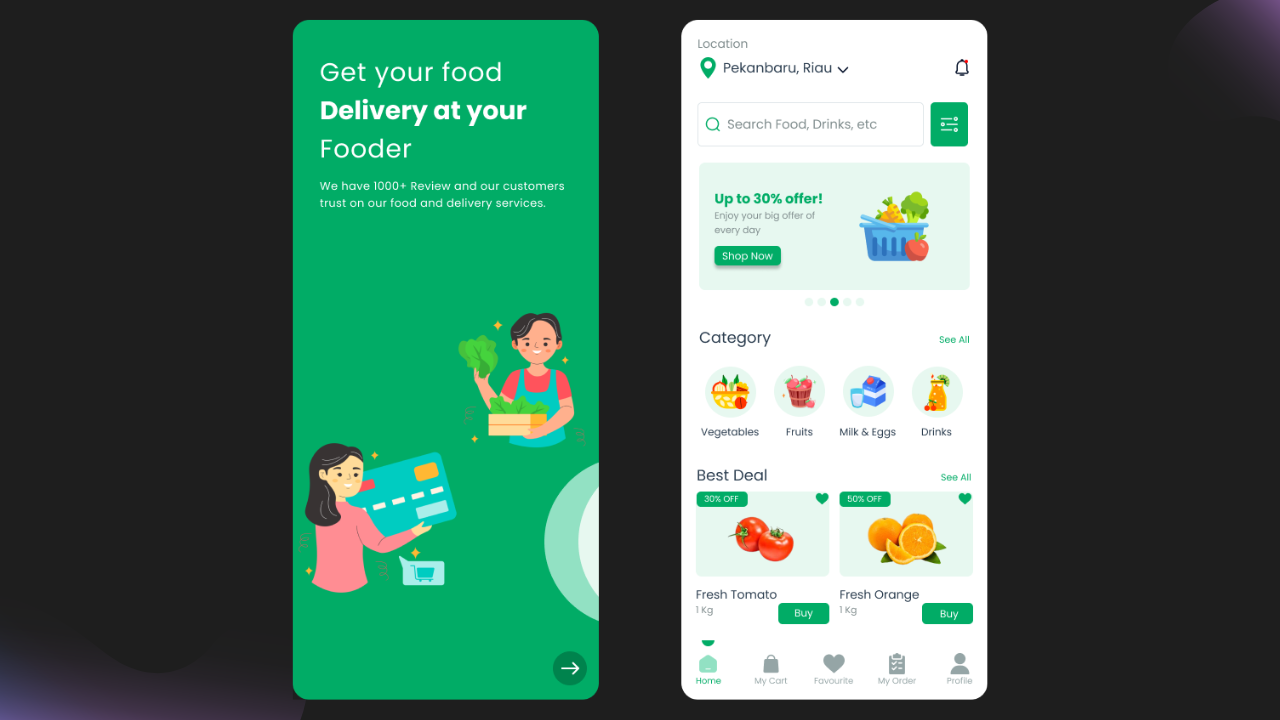 Get your food
Delivery at your
Fooder
We have 1000+ Review and our customers
trust on our food and delivery services.
Location
Pekanbaru, Riau
Search Food, Drinks, etc
Up to 30% offer!
Enjoy your big offer of
every day
Shop Now
Category
See All
Vegetables
Fruits
Milk & Eggs
Drinks
Best Deal
See All
30% OFF
50% OFF
Fresh Tomato
1 Kg
Buy
Fresh Orange
1 Kg
Buy
Home
My Cart
Favourite
My Order
Profile